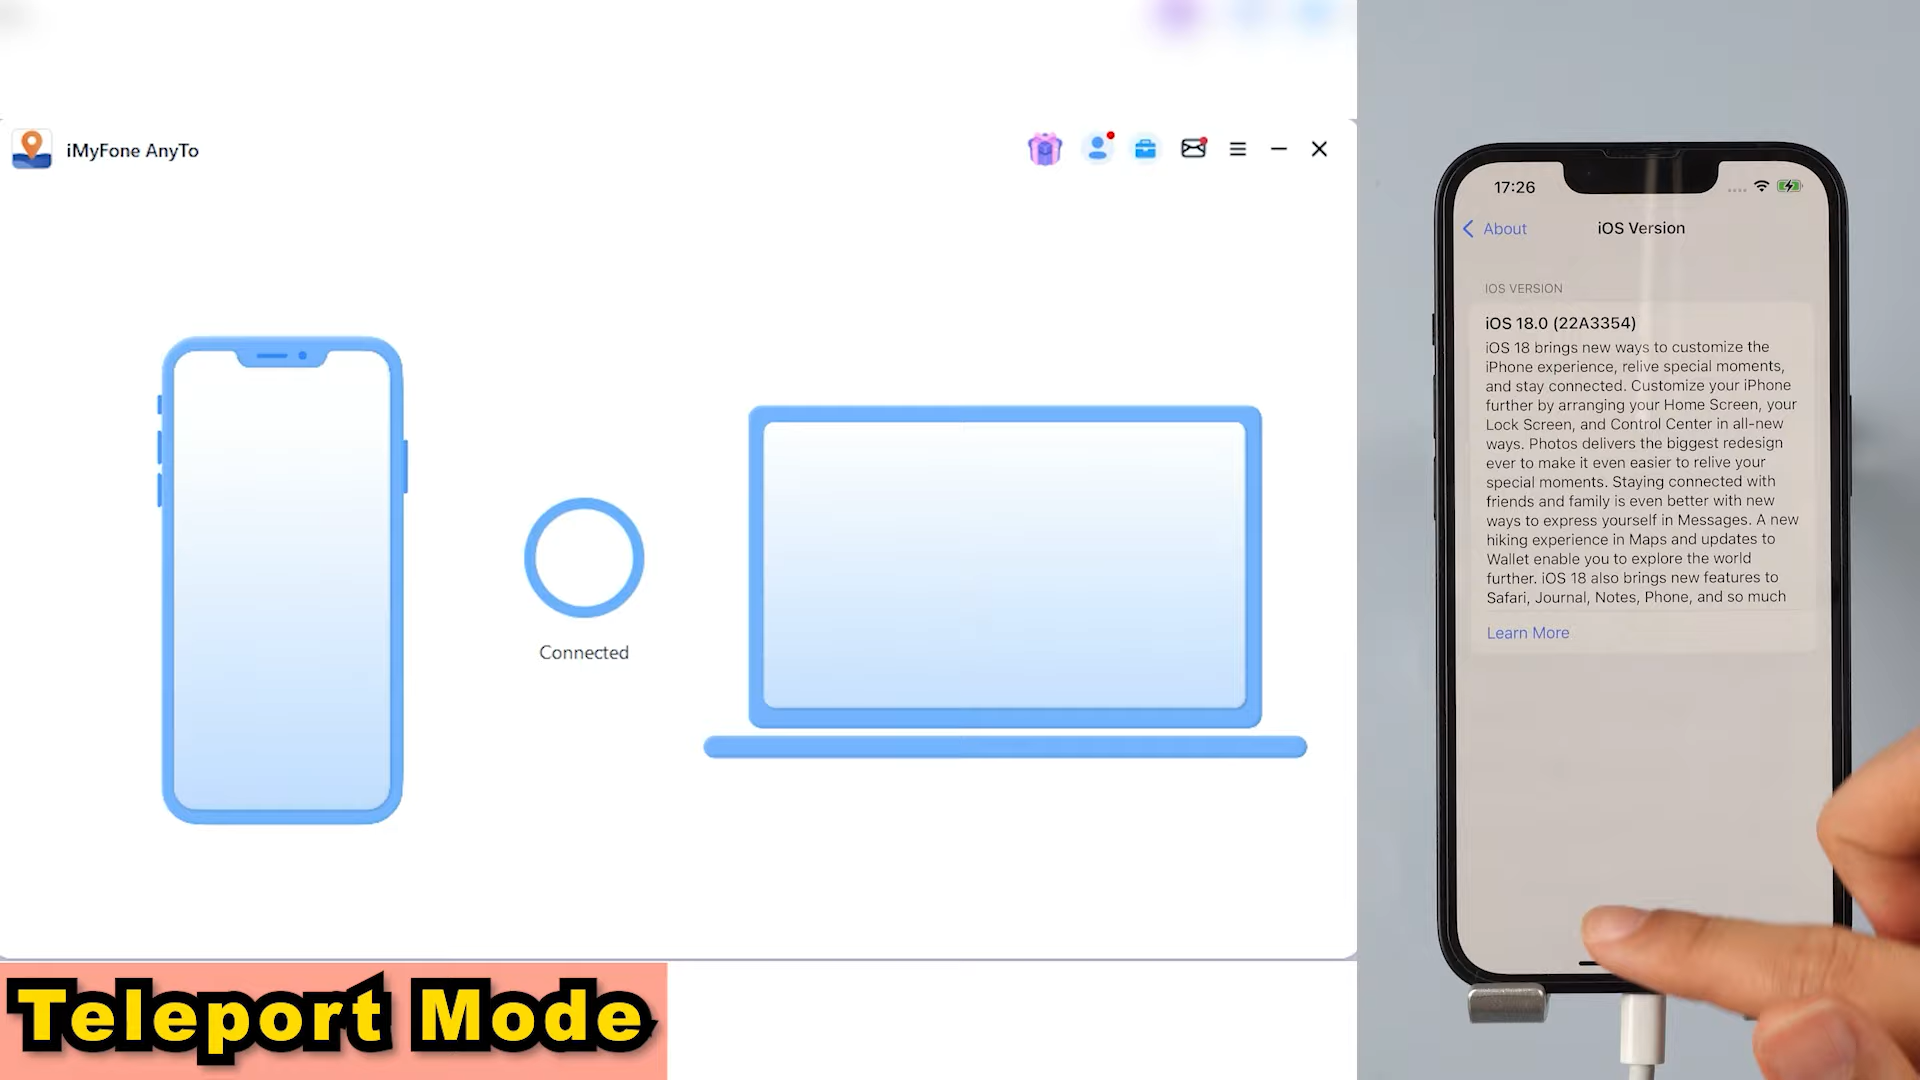 iMyFone AnyTo
Connected
Teleport Mode
17:26
About
iOS Version
IOS VERSION
iOS 18.0 (22A3354)
iOS 18 brings new ways to customize the
iPhone experience, relive special moments,
and stay connected. Customize your iPhone
further by arranging your Home Screen, your
Lock Screen, and Control Center in all-new
ways. Photos delivers the biggest redesign
ever to make it even easier to relive your
special moments. Staying connected with
friends and family is even better with new
ways to express yourself in Messages. A new
hiking experience in Maps and updates to
Wallet enable you to explore the world
further. iOS 18 also brings new features to
Safari, Journal, Notes, Phone, and so much
Learn More